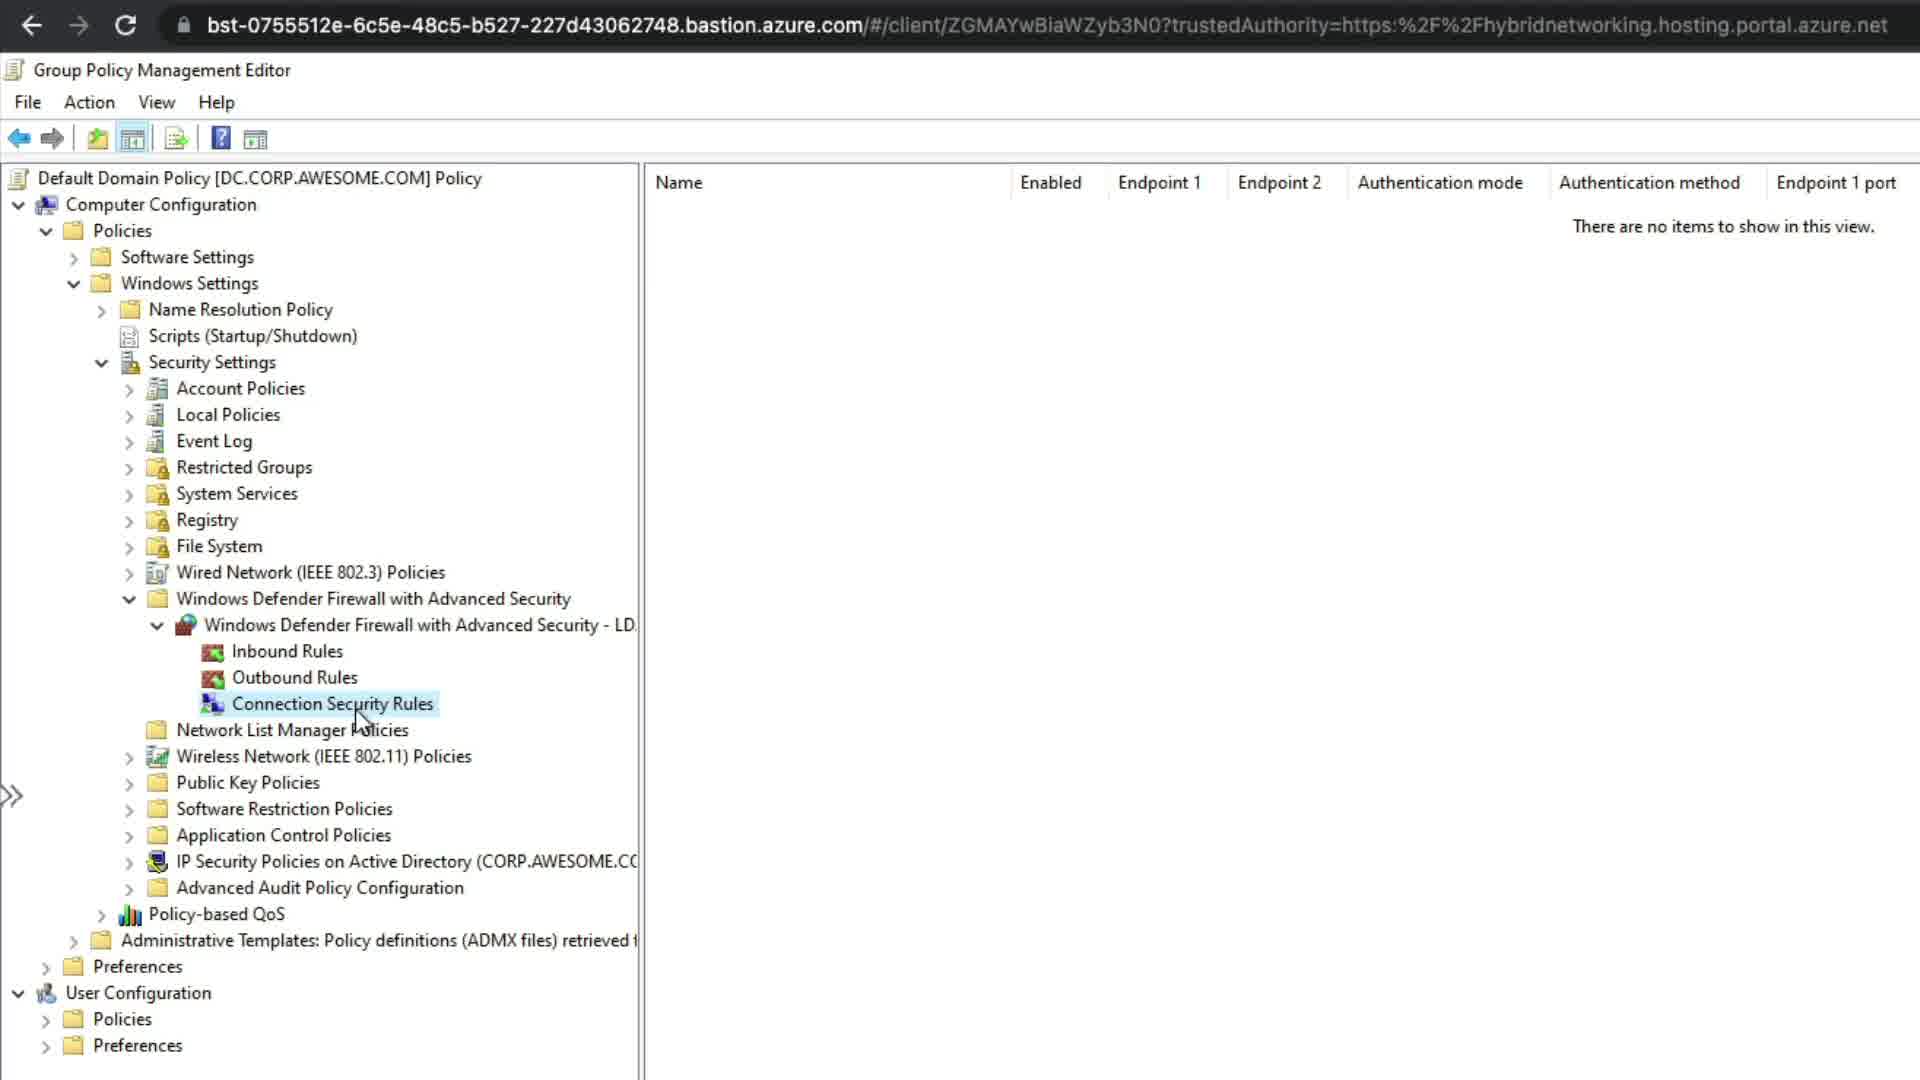 bst-0755512e-6c5e-48c5-b527-227d43062748.bastion.azure.com/#/client/ZGMAYwBiaWZyb3N0?trustedAuthority=https:%2F%2Fhybridnetworking.hosting.portal.azure.net
Group Policy Management Editor
File Action View Help
Default Domain Policy [DC.CORP.AWESOME.COM] Policy
Computer Configuration
Policies
Software Settings
Windows Settings
Name Resolution Policy
Scripts (Startup/Shutdown)
Security Settings
Account Policies
Local Policies
Event Log
Restricted Groups
System Services
Registry
File System
Wired Network (IEEE 802.3) Policies
Windows Defender Firewall with Advanced Security
Windows Defender Firewall with Advanced Security - LD
Inbound Rules
Outbound Rules
Connection Security Rules
Network List Manager Policies
Wireless Network (IEEE 802.11) Policies
Public Key Policies
Software Restriction Policies
Application Control Policies
IP Security Policies on Active Directory (CORP.AWESOME.CO
Advanced Audit Policy Configuration
Policy-based QoS
Administrative Templates: Policy definitions (ADMX files) retrieved f
Preferences
User Configuration
Policies
Preferences
Name Enabled Endpoint 1 Endpoint 2 Authentication mode Authentication method Endpoint 1 port
There are no items to show in this view.